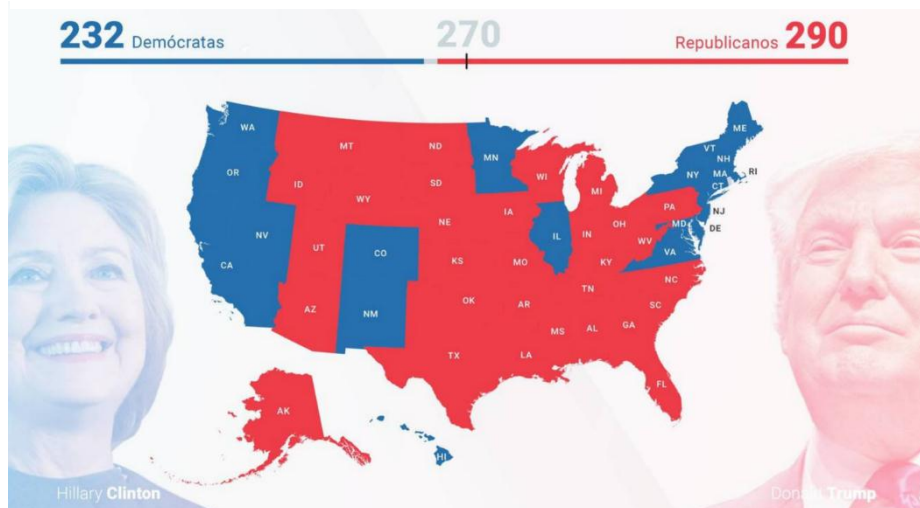 232 Demócratas
270
Republicanos 290
WA
OR
CA
NV
ID
MT
WY
UT
AZ
CO
NM
ND
SD
NE
KS
OK
TX
MN
IA
MO
AR
LA
WI
IL
MI
IN
OH
KY
TN
MS
AL
GA
FL
SC
NC
VA
WV
PA
MD
DE
NJ
NY
CT
RI
MA
VT
NH
ME
AK
HI
Hillary Clinton
Donald Trump